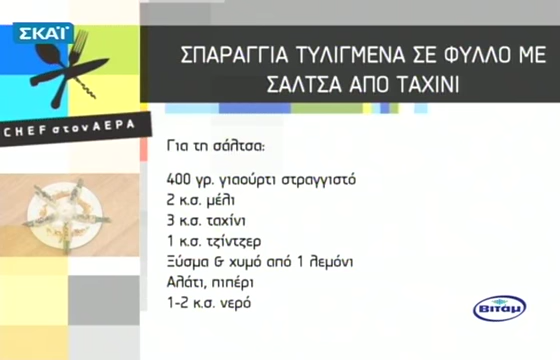 ΣΚΑΪ
ΣΠΑΡΑΓΓΙΑ ΤΥΛΙΓΜΕΝΑ ΣΕ ΦΥΛΛΟ ΜΕ
ΣΑΛΤΣΑ ΑΠΟ ΤΑΧΙΝΙ
CHEF στον ΑΕΡΑ
Για τη σάλτσα:
400 γρ. γιαούρτι στραγγιστό
2 κ.σ. μέλι
3 κ.σ. ταχίνι
1 κ.σ. τζίντζερ
Ξύσμα & χυμό από 1 λεμόνι
Αλάτι, πιπέρι
1-2 κ.σ. νερό
Βιτάμ